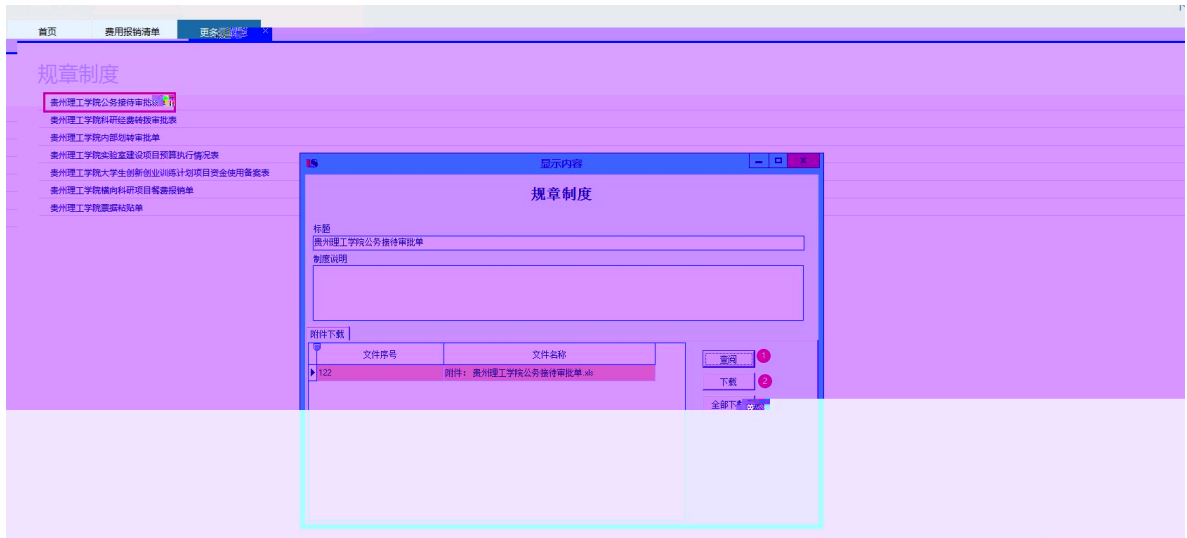 首页 费用报销清单 更多
规章制度
贵州理工学院公务接待审批
贵州理工学院科研经费转拨审批表
贵州理工学院内部划转审批单
贵州理工学院实验室建设项目预算执行情况表
贵州理工学院大学生创新创业训练计划项目资金使用备案表
贵州理工学院横向科研项目餐费报销单
贵州理工学院票据粘贴单
显示内容
规章制度
标题
贵州理工学院公务接待审批单
制度说明
附件下载
文件序号 文件名称
122 附件：贵州理工学院公务接待审批单.xls
查阅 1
下载 2
全部下